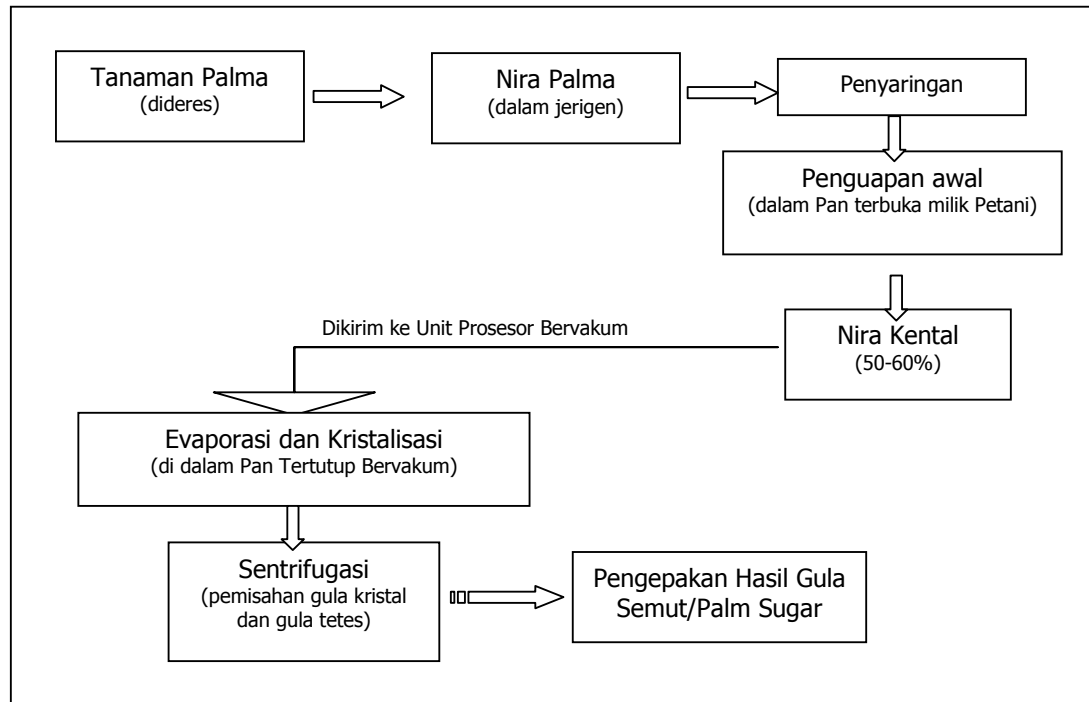 Tanaman Palma
(dideres)
Nira Palma
(dalam jerigen)
Penyaringan
Penguapan awal
(dalam Pan terbuka milik Petani)
Nira Kental
(50-60%)
Dikirim ke Unit Prosesor Bervakum
Evaporasi dan Kristalisasi
(di dalam Pan Tertutup Bervakum)
Sentrifugasi
(pemisahan gula kristal
dan gula tetes)
Pengepakan Hasil Gula
Semut/Palm Sugar